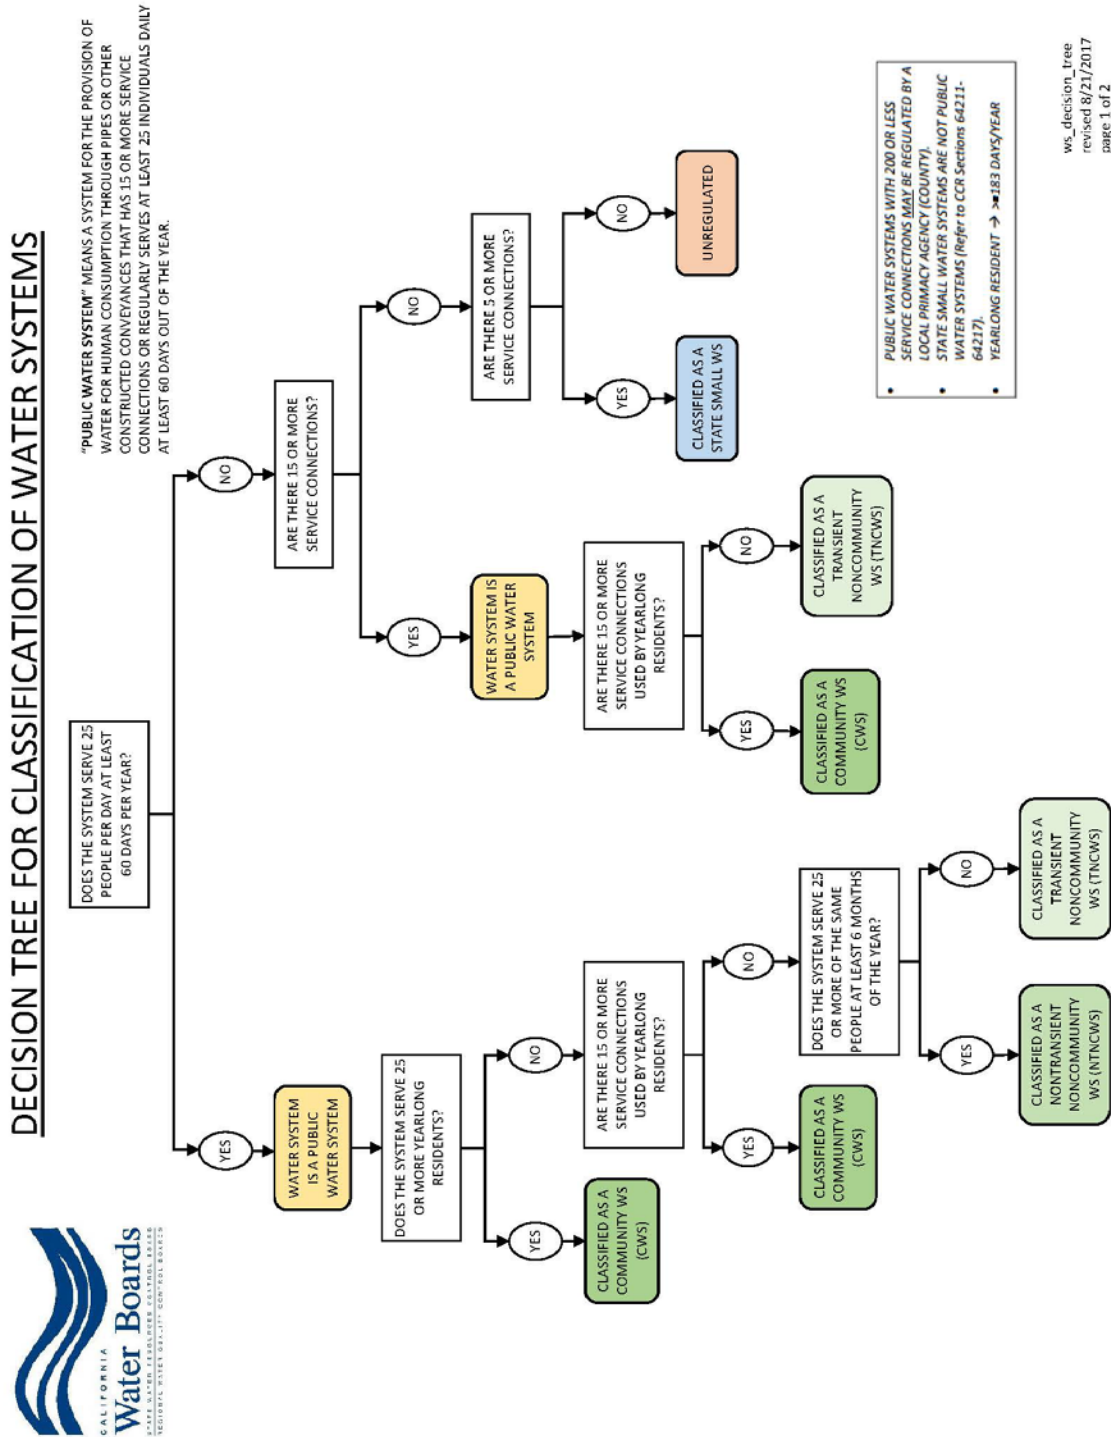 DECISION TREE FOR CLASSIFICATION OF WATER SYSTEMS
CALIFORNIA
Water Boards
STATE WATER RESOURCES CONTROL BOARD
REGIONAL WATER QUALITY CONTROL BOARDS
"PUBLIC WATER SYSTEM" MEANS A SYSTEM FOR THE PROVISION OF
WATER FOR HUMAN CONSUMPTION THROUGH PIPES OR OTHER
CONSTRUCTED CONVEYANCES THAT HAS 15 OR MORE SERVICE
CONNECTIONS OR REGULARLY SERVES AT LEAST 25 INDIVIDUALS DAILY
AT LEAST 60 DAYS OUT OF THE YEAR.
DOES THE SYSTEM SERVE 25
PEOPLE PER DAY AT LEAST
60 DAYS PER YEAR?
YES
NO
WATER SYSTEM
IS A PUBLIC
WATER SYSTEM
ARE THERE 15 OR MORE
SERVICE CONNECTIONS?
DOES THE SYSTEM SERVE 25
OR MORE YEARLONG
RESIDENTS?
YES
NO
YES
NO
CLASSIFIED AS A
COMMUNITY WS
(CWS)
ARE THERE 15 OR MORE
SERVICE CONNECTIONS
USED BY YEARLONG
RESIDENTS?
WATER SYSTEM IS
A PUBLIC WATER
SYSTEM
ARE THERE 5 OR MORE
SERVICE CONNECTIONS?
ARE THERE 15 OR MORE
SERVICE CONNECTIONS
USED BY YEARLONG
RESIDENTS?
YES
NO
YES
NO
YES
NO
CLASSIFIED AS A
STATE SMALL WS
UNREGULATED
CLASSIFIED AS A
COMMUNITY WS
(CWS)
DOES THE SYSTEM SERVE 25
OR MORE OF THE SAME
PEOPLE AT LEAST 6 MONTHS
OF THE YEAR?
CLASSIFIED AS A
COMMUNITY WS
(CWS)
CLASSIFIED AS A
TRANSIENT
NONCOMMUNITY
WS (TNCWS)
YES
NO
CLASSIFIED AS A
NONTRANSIENT
NONCOMMUNITY
WS (NTNCWS)
CLASSIFIED AS A
TRANSIENT
NONCOMMUNITY
WS (TNCWS)
• PUBLIC WATER SYSTEMS WITH 200 OR LESS
SERVICE CONNECTIONS MAY BE REGULATED BY A
LOCAL PRIMACY AGENCY (COUNTY).
• STATE SMALL WATER SYSTEMS ARE NOT PUBLIC
WATER SYSTEMS (Refer to CCR Sections 64211-
64217).
• YEARLONG RESIDENT → >=183 DAYS/YEAR
ws_decision_tree
revised 8/21/2017
page 1 of 2